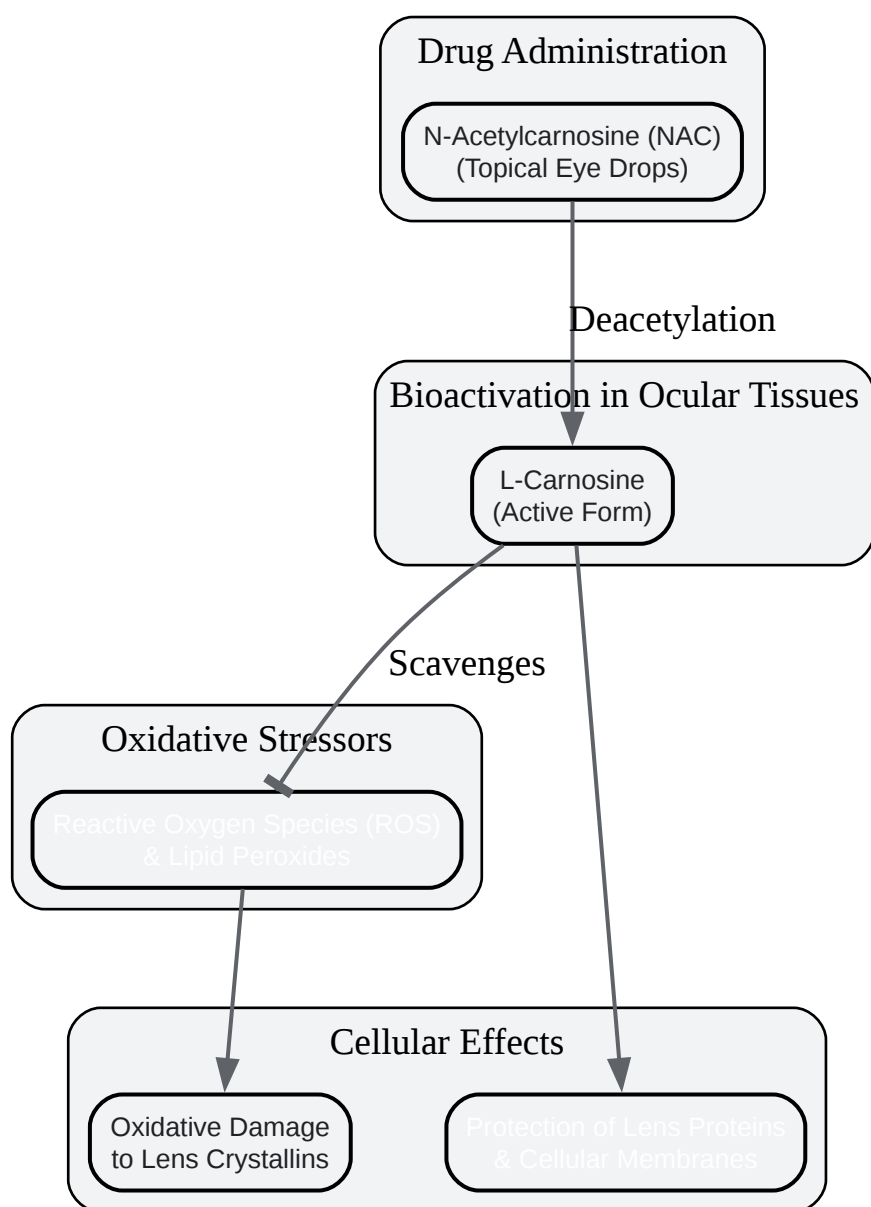 Drug Administration
N-Acetylcarnosine (NAC)
(Topical Eye Drops)
Deacetylation
Bioactivation in Ocular Tissues
L-Carnosine
(Active Form)
Scavenges
Oxidative Stressors
Reactive Oxygen Species (ROS)
& Lipid Peroxides
Cellular Effects
Oxidative Damage
to Lens Crystallins
Protection of Lens Proteins
& Cellular Membranes